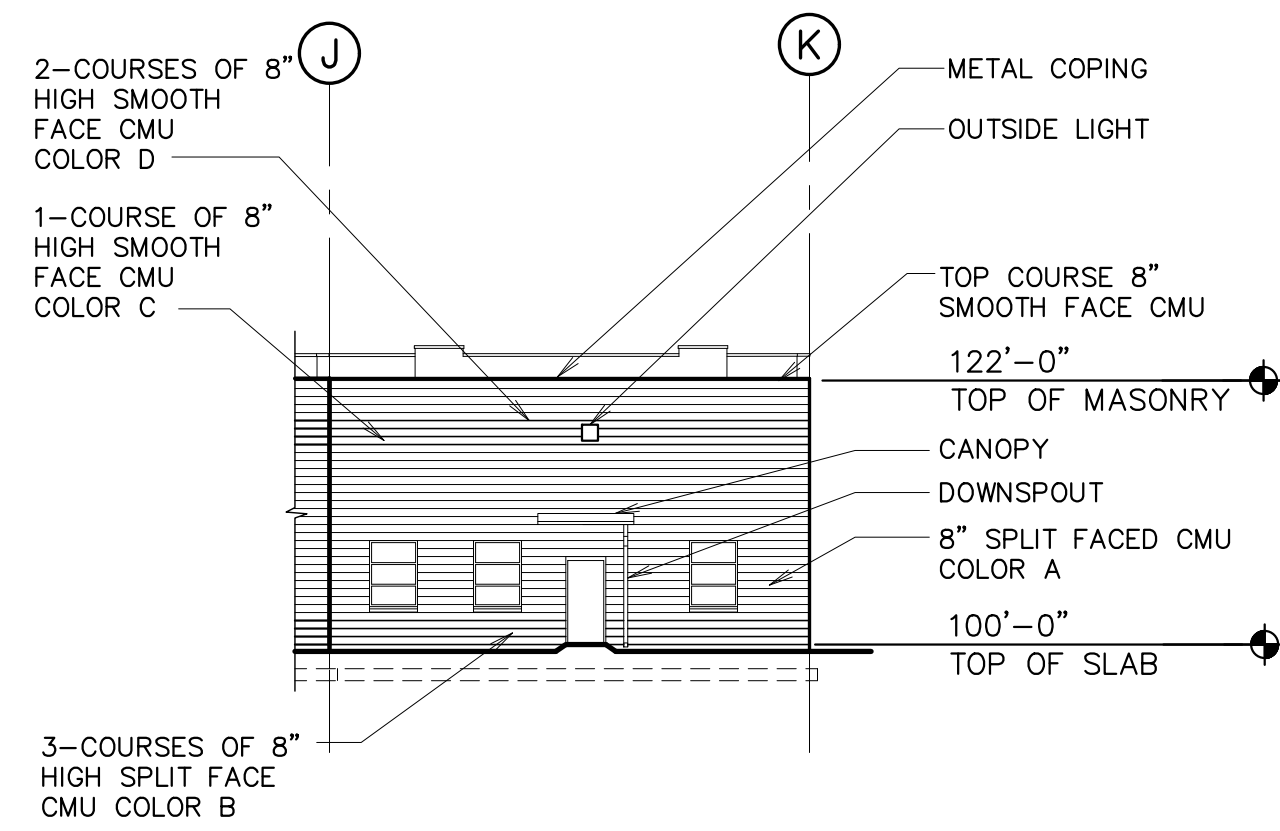 J
K
2-COURSES OF 8"
HIGH SMOOTH
FACE CMU
COLOR D
1-COURSE OF 8"
HIGH SMOOTH
FACE CMU
COLOR C
METAL COPING
OUTSIDE LIGHT
TOP COURSE 8"
SMOOTH FACE CMU
122'-0"
TOP OF MASONRY
CANOPY
DOWNSPOUT
8" SPLIT FACED CMU
COLOR A
100'-0"
TOP OF SLAB
3-COURSES OF 8"
HIGH SPLIT FACE
CMU COLOR B